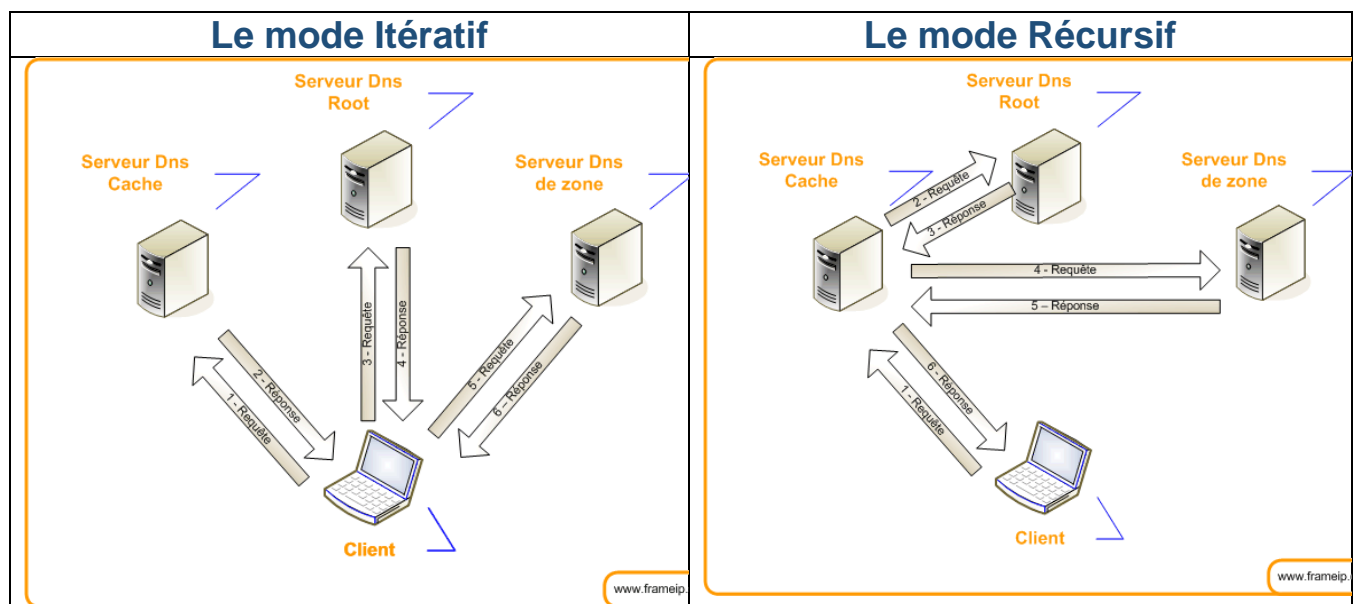 Le mode Itératif
Serveur Dns
Root
Serveur Dns
Cache
Serveur Dns
de zone
1 - Requête
2 - Réponse
3 - Requête
4 - Réponse
5 - Requête
6 – Réponse
Client
www.frameip.
Le mode Récursif
Serveur Dns
Root
Serveur Dns
Cache
Serveur Dns
de zone
2 - Requête
3 - Réponse
4 - Requête
5 – Réponse
6 - Réponse
1 - Requête
Client
www.frameip.